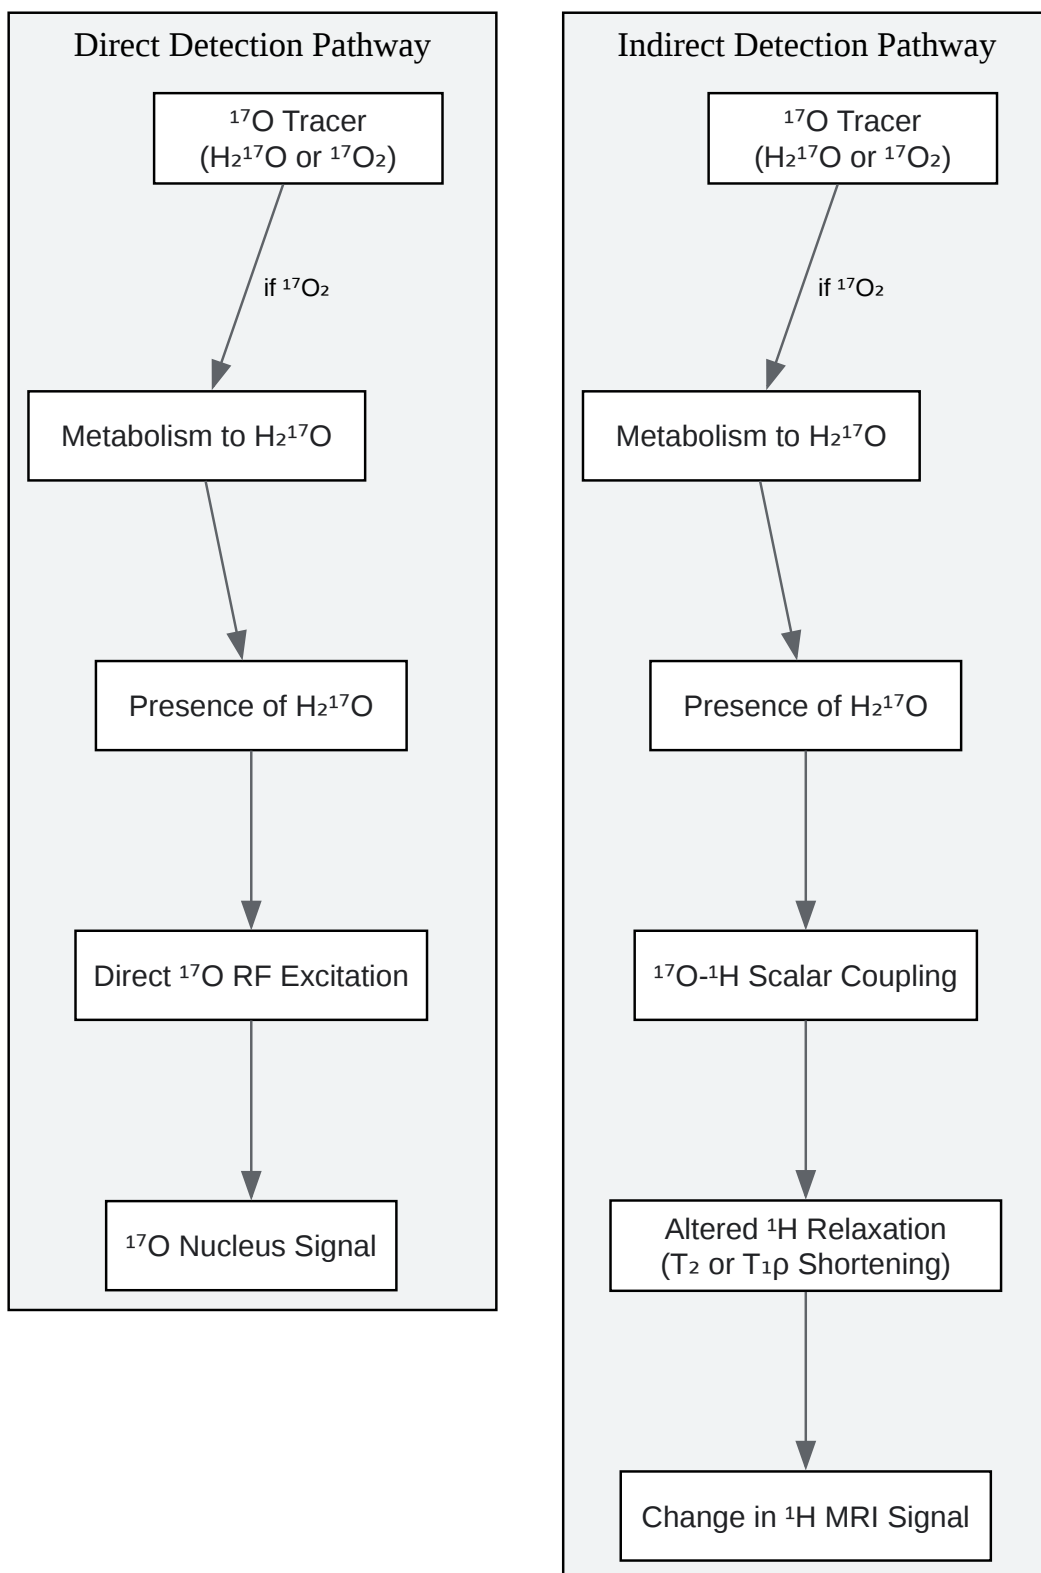 Direct Detection Pathway
¹⁷O Tracer
(H₂¹⁷O or ¹⁷O₂)
if ¹⁷O₂
Metabolism to H₂¹⁷O
Presence of H₂¹⁷O
Direct ¹⁷O RF Excitation
¹⁷O Nucleus Signal
Indirect Detection Pathway
¹⁷O Tracer
(H₂¹⁷O or ¹⁷O₂)
if ¹⁷O₂
Metabolism to H₂¹⁷O
Presence of H₂¹⁷O
¹⁷O-¹H Scalar Coupling
Altered ¹H Relaxation
(T₂ or T₁ρ Shortening)
Change in ¹H MRI Signal